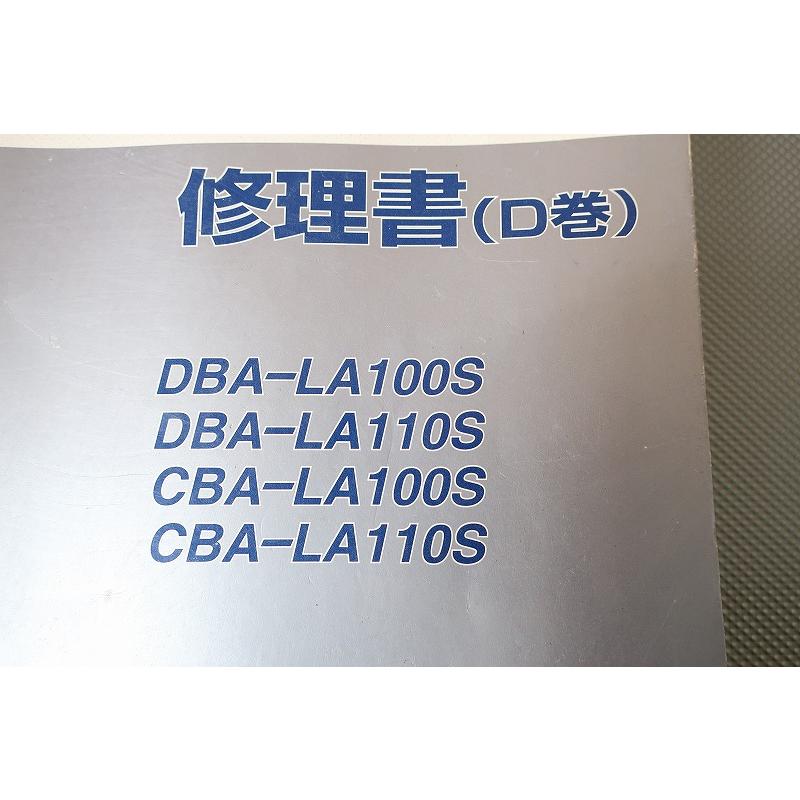 修理書(D巻)
DBA-LA100S
DBA-LA110S
CBA-LA100S
CBA-LA110S